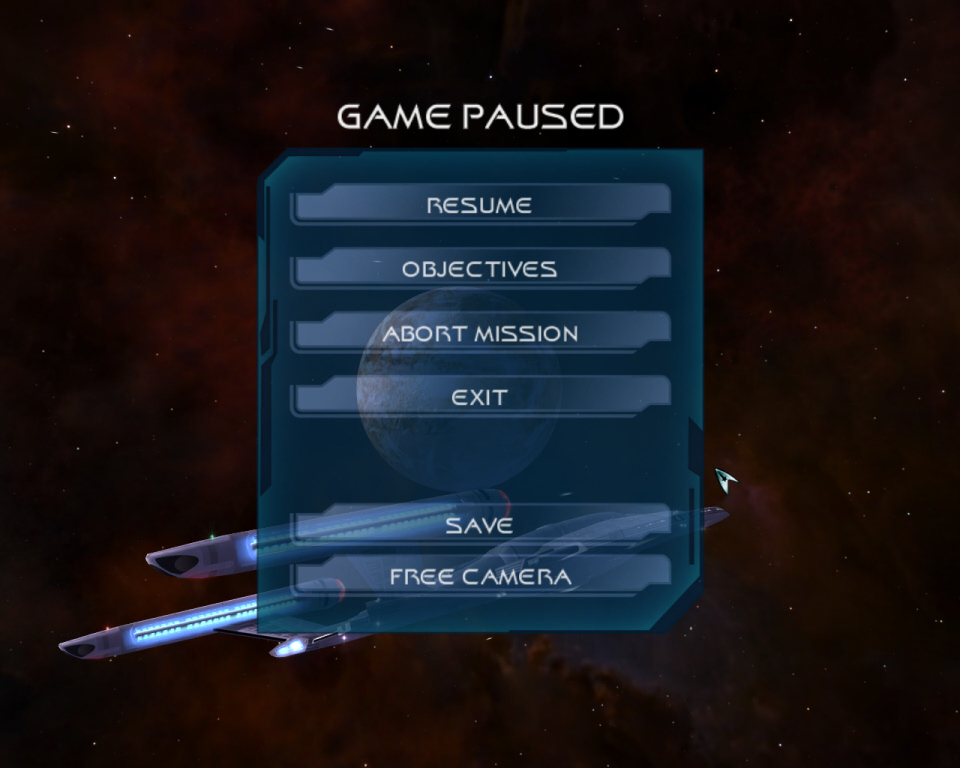 GAME PAUSED
RESUME
OBJECTIVES
ABORT MISSION
EXIT
SAVE
FREE CAMERA